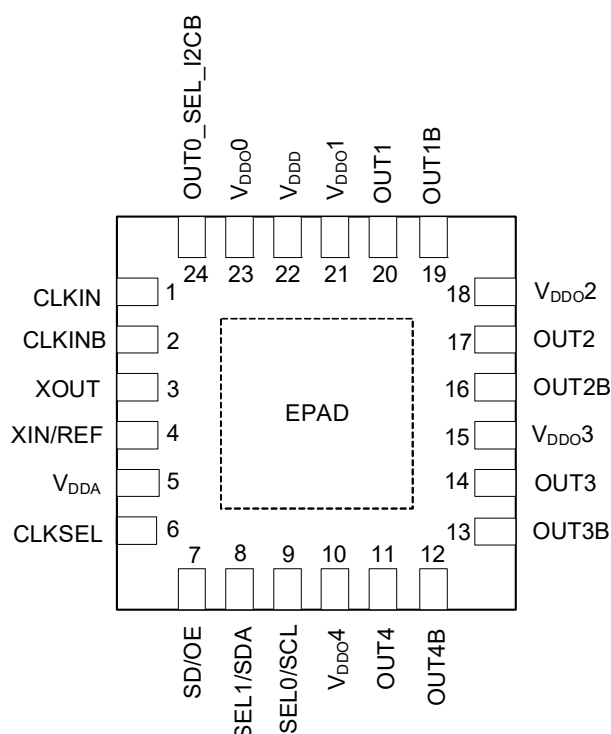 OUT0_SEL_I2CB
VDDO0
VDDD
VDDO1
OUT1
OUT1B
24
23
22
21
20
19
CLKIN
1
18
VDDO2
CLKINB
2
17
OUT2
XOUT
3
16
OUT2B
EPAD
XIN/REF
4
15
VDDO3
VDDA
5
14
OUT3
CLKSEL
6
13
OUT3B
7
8
9
10
11
12
SD/OE
SEL1/SDA
SEL0/SCL
VDDO4
OUT4
OUT4B